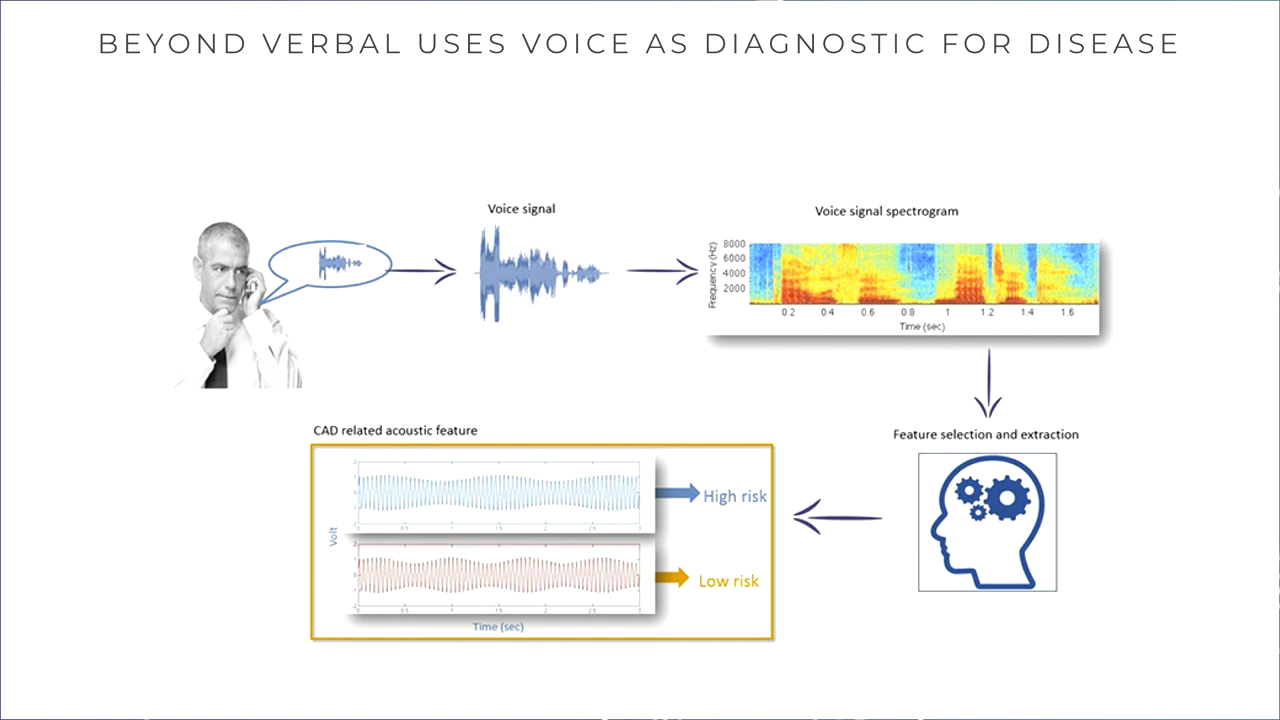 BEYOND VERBAL USES VOICE AS DIAGNOSTIC FOR DISEASE
Voice signal
Voice signal spectrogram
Frequency (Hz)
8000
6000
4000
2000
0.2 0.4 0.6 0.8 1 1.2 1.4 1.6
Time (sec)
Feature selection and extraction
CAD related acoustic feature
Volt
High risk
Low risk
Time (sec)